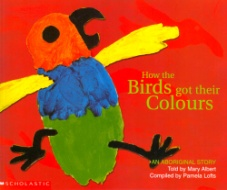 How the
Birds got their
Colours
AN ABORIGINAL STORY
Told by Mary Albert
Compiled by Pamela Lofts
SCHOLASTIC